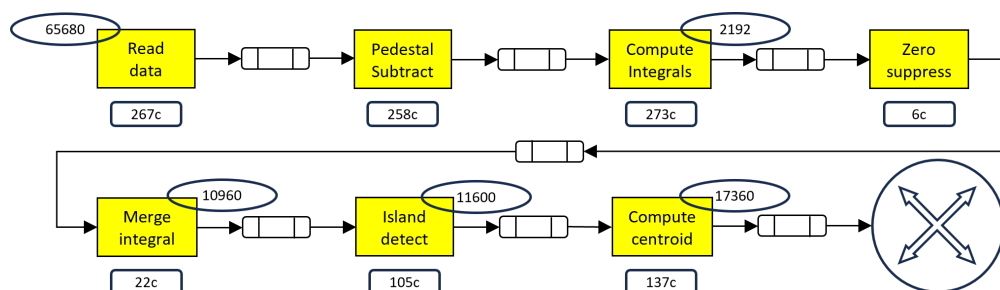 65680
Read
data
267c
Pedestal
Subtract
258c
2192
Compute
Integrals
273c
Zero
suppress
6c
10960
Merge
integral
22c
11600
Island
detect
105c
17360
Compute
centroid
137c